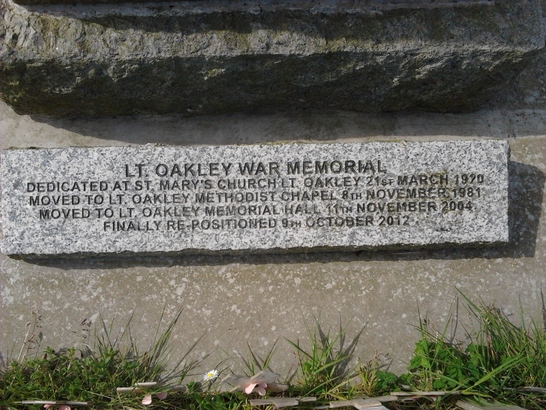 LT. OAKLEY WAR MEMORIAL
DEDICATED AT ST. MARY'S CHURCH LT. OAKLEY 21ST MARCH 1920
MOVED TO LT. OAKLEY METHODIST CHAPEL 8TH NOVEMBER 1981
MOVED TO LT. OAKLEY MEMORIAL HALL 11TH NOVEMBER 2004
FINALLY RE-POSITIONED 9TH OCTOBER 2012